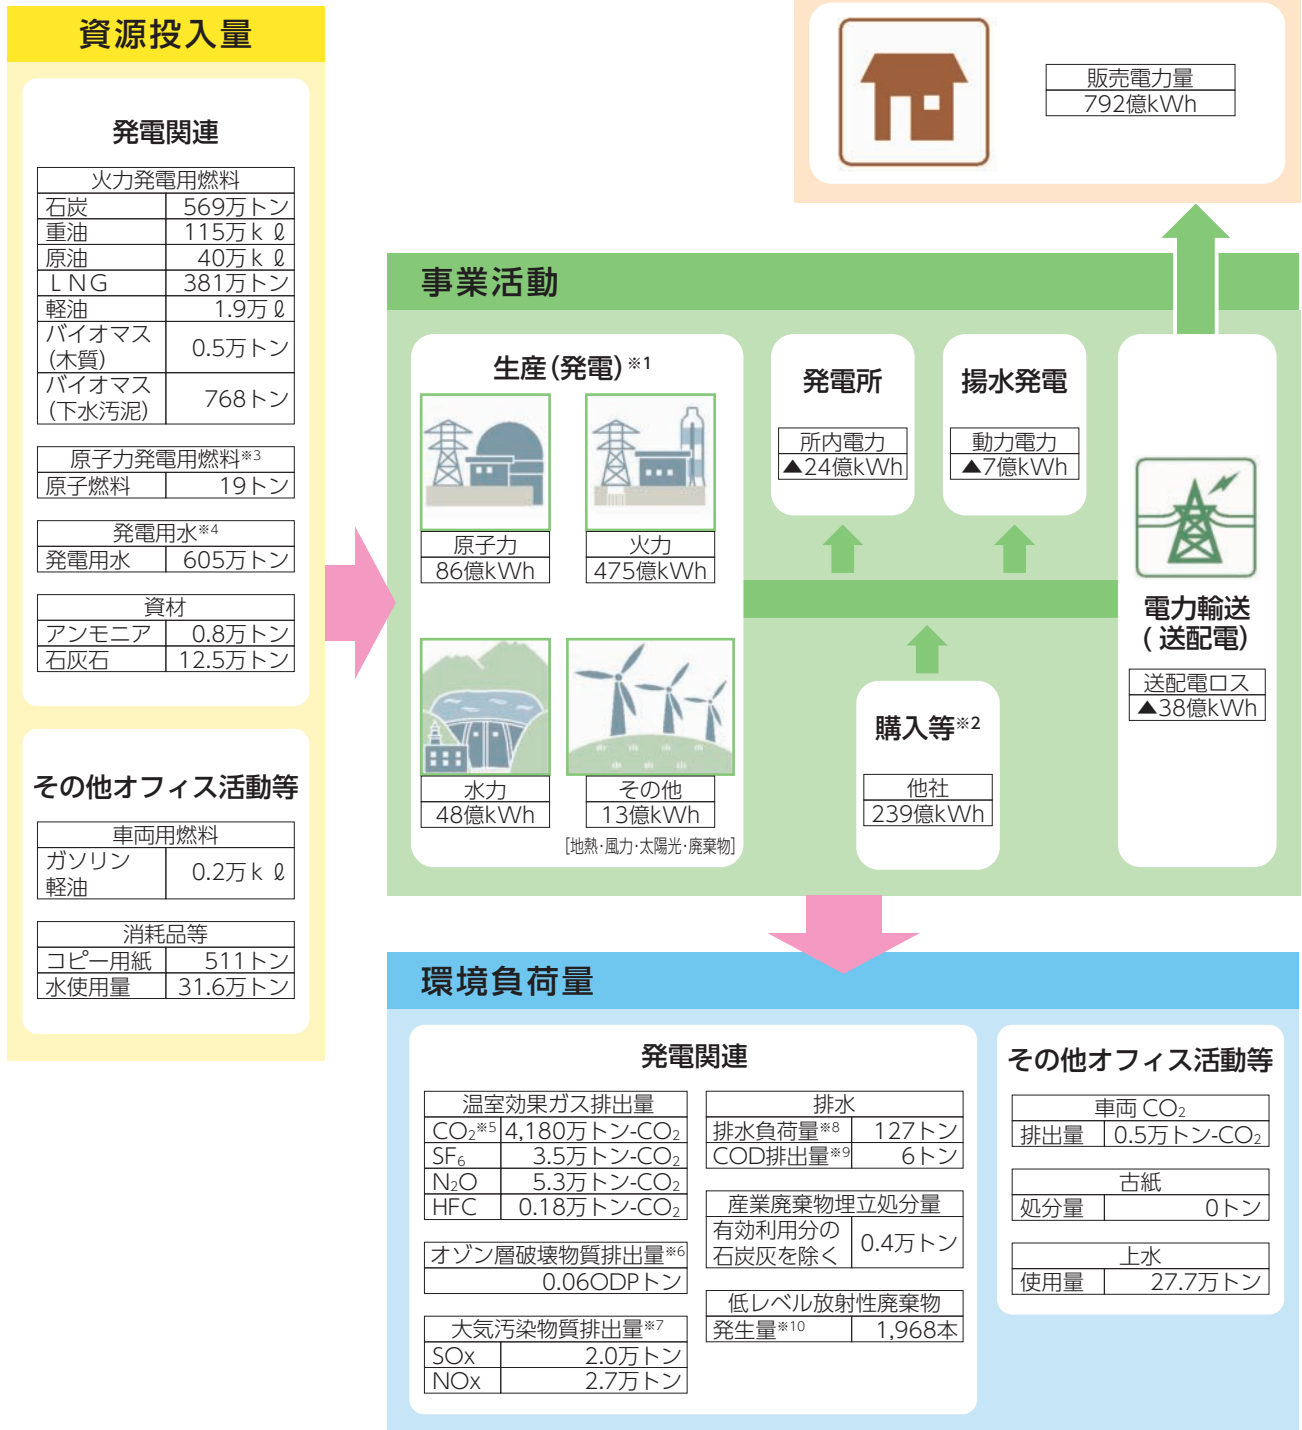 資源投入量
発電関連
火力発電用燃料
石炭 569万トン
重油 115万kℓ
原油 40万kℓ
LNG 381万トン
軽油 1.9万ℓ
バイオマス
(木質) 0.5万トン
バイオマス
(下水汚泥) 768トン
原子力発電用燃料※3
原子燃料 19トン
発電用水※4
発電用水 605万トン
資材
アンモニア 0.8万トン
石灰石 12.5万トン
その他オフィス活動等
車両用燃料
ガソリン
軽油 0.2万kℓ
消耗品等
コピー用紙 511トン
水使用量 31.6万トン
販売電力量
792億kWh
事業活動
生産(発電)※1
原子力
86億kWh
火力
475億kWh
水力
48億kWh
その他
13億kWh
[地熱・風力・太陽光・廃棄物]
発電所
所内電力
▲24億kWh
揚水発電
動力電力
▲7億kWh
購入等※2
他社
239億kWh
電力輸送
(送配電)
送配電ロス
▲38億kWh
環境負荷量
発電関連
温室効果ガス排出量
CO₂※5 4,180万トン-CO₂
SF₆ 3.5万トン-CO₂
N₂O 5.3万トン-CO₂
HFC 0.18万トン-CO₂
オゾン層破壊物質排出量※6
0.06ODPトン
大気汚染物質排出量※7
SOx 2.0万トン
NOx 2.7万トン
排水
排水負荷量※8 127トン
COD排出量※9 6トン
産業廃棄物埋立処分量
有効利用分の
石炭灰を除く 0.4万トン
低レベル放射性廃棄物
発生量※10 1,968本
その他オフィス活動等
車両CO₂
排出量 0.5万トン-CO₂
古紙
処分量 0トン
上水
使用量 27.7万トン